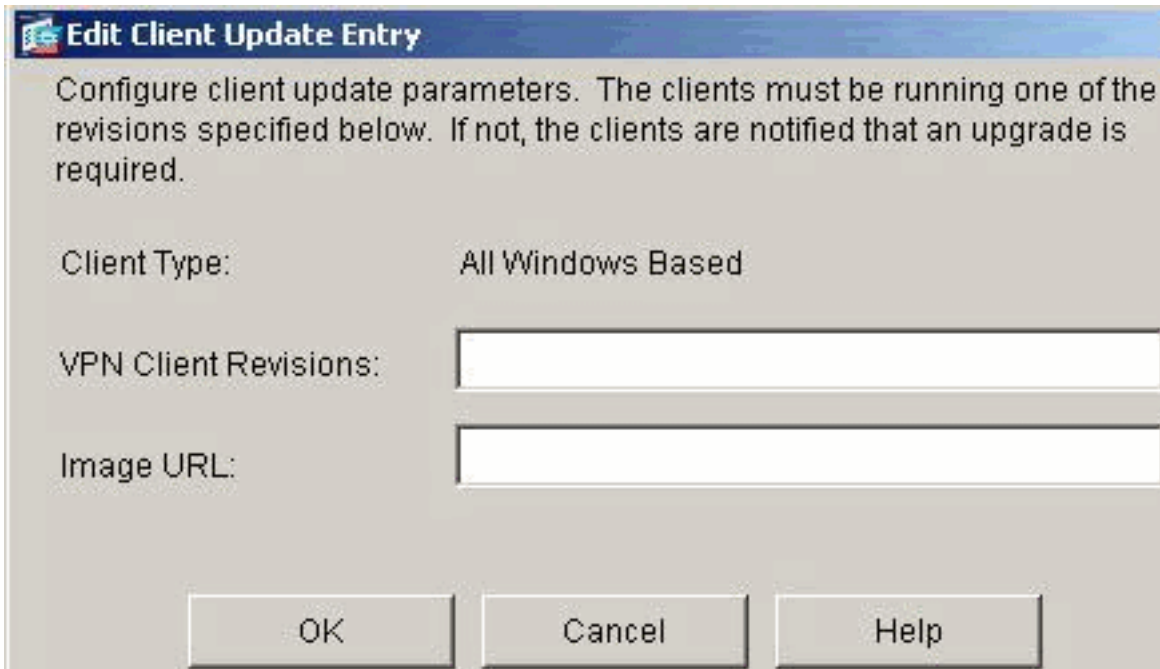 Edit Client Update Entry
Configure client update parameters.  The clients must be running one of the
revisions specified below.  If not, the clients are notified that an upgrade is
required.
Client Type: All Windows Based
VPN Client Revisions:
Image URL:
OK Cancel Help